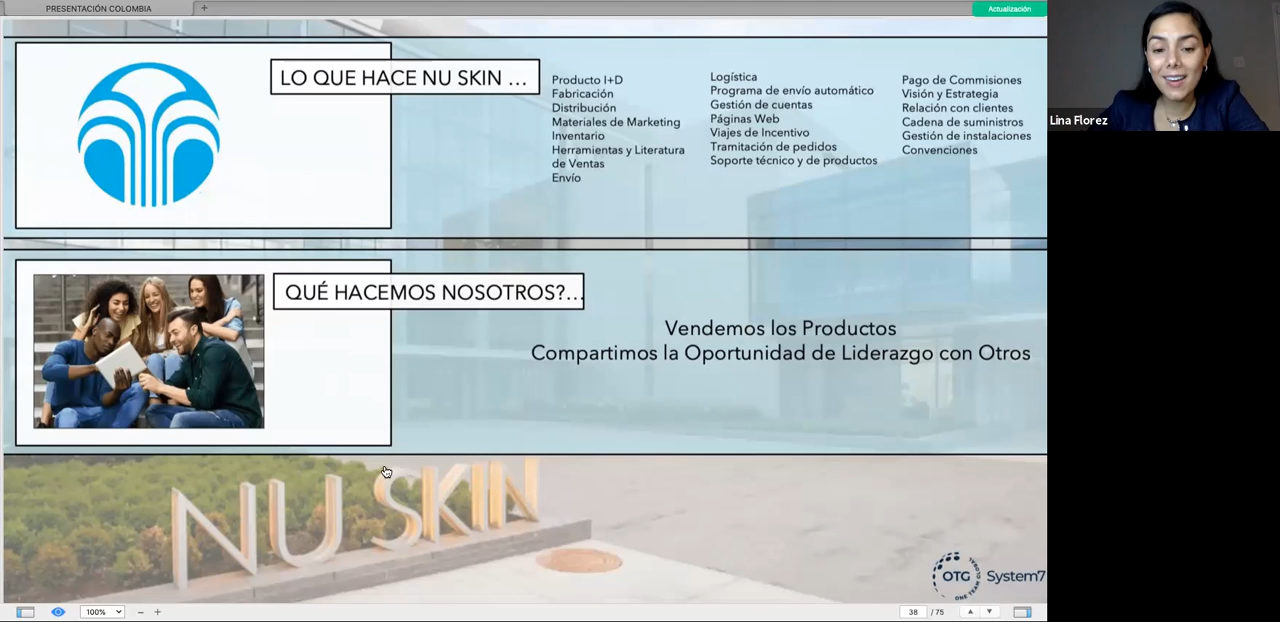 PRESENTACIÓN COLOMBIA
+
Actualización
LO QUE HACE NU SKIN ...
Producto I+D
Fabricación
Distribución
Materiales de Marketing
Inventario
Herramientas y Literatura
de Ventas
Envío
Logística
Programa de envío automático
Gestión de cuentas
Páginas Web
Viajes de Incentivo
Tramitación de pedidos
Soporte técnico y de productos
Pago de Commisiones
Visión y Estrategia
Relación con clientes
Cadena de suministros
Gestión de instalaciones
Convenciones
Lina Florez
QUÉ HACEMOS NOSOTROS?...
Vendemos los Productos
Compartimos la Oportunidad de Liderazgo con Otros
NU SKIN
OTG
ONE TEAM GLOBAL
System7
100%
38 / 75